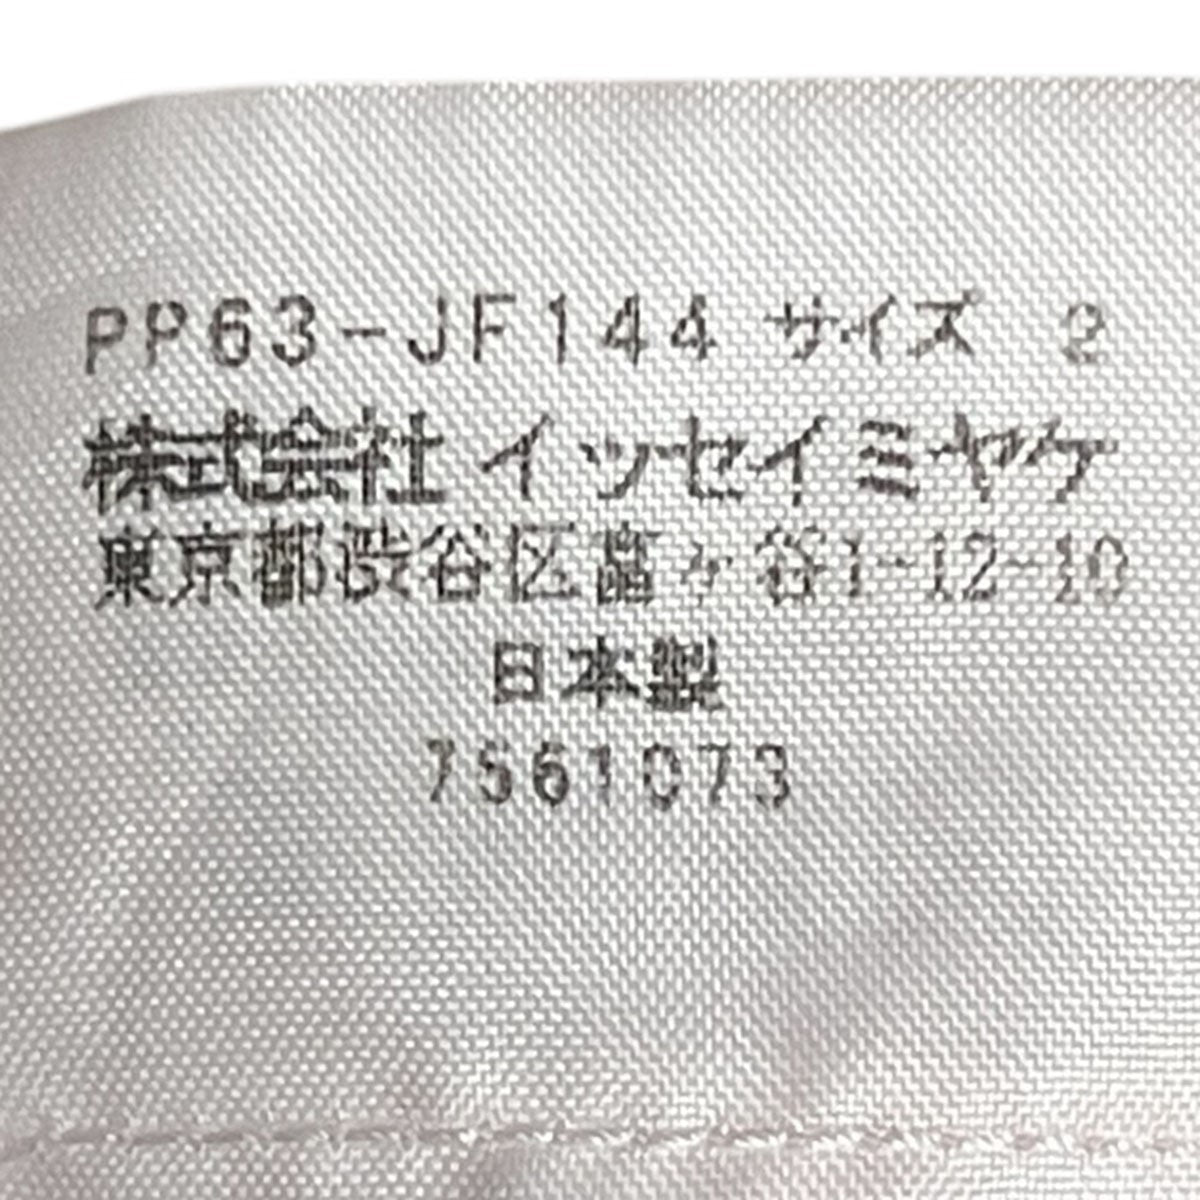 PP63-JF144 サイズ 2
株式会社 イッセイミヤケ
東京都渋谷区富ヶ谷1-12-10
日本製
7561073